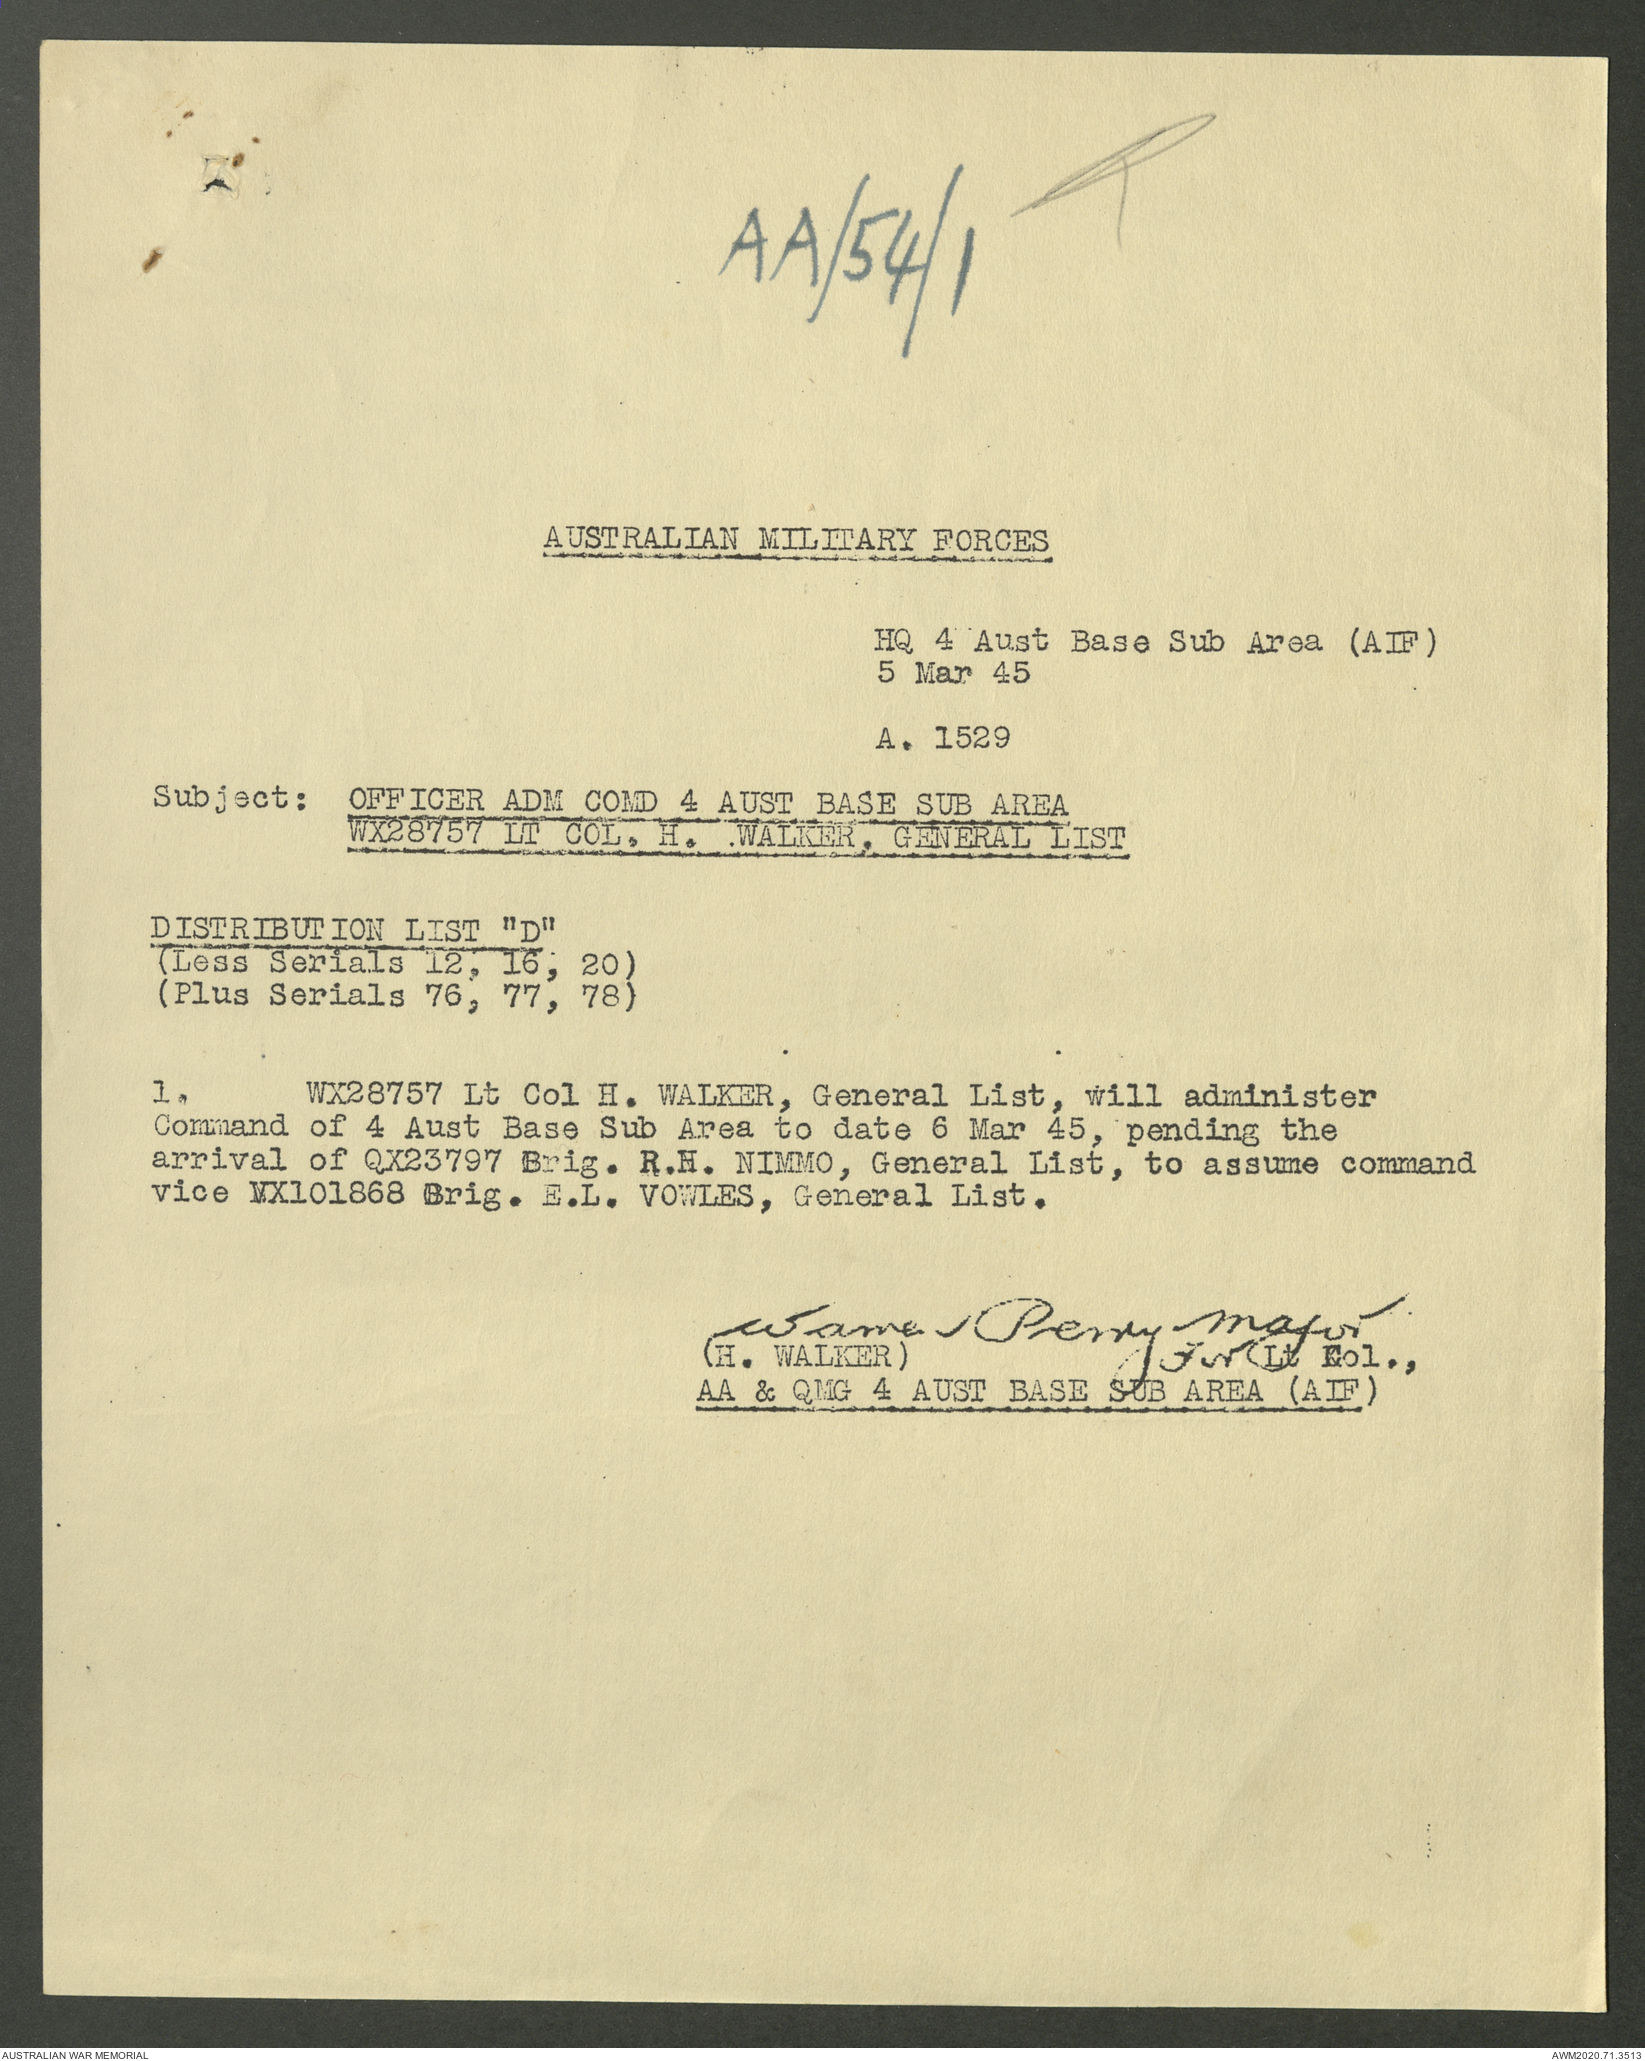 AA/54/1
AUSTRALIAN MILITARY FORCES
HQ 4 Aust Base Sub Area (AIF)
5 Mar 45
A. 1529
Subject: OFFICER ADM COMD 4 AUST BASE SUB AREA
WX28757 LT COL. H. .WALKER. GENERAL LIST
DISTRIBUTION LIST "D"
(Less Serials 12, 16, 20)
(Plus Serials 76, 77, 78)
1. WX28757 Lt Col H. WALKER, General List, will administer
Command of 4 Aust Base Sub Area to date 6 Mar 45, pending the
arrival of QX23797 Brig. R.H. NIMMO, General List, to assume command
vice VX101868 Brig. E.L. VOWLES, General List.
Perry Major
(H. WALKER) For Lt Col.,
AA & QMG 4 AUST BASE SUB AREA (AIF)
AUSTRALIAN WAR MEMORIAL AWM2020.71.3513